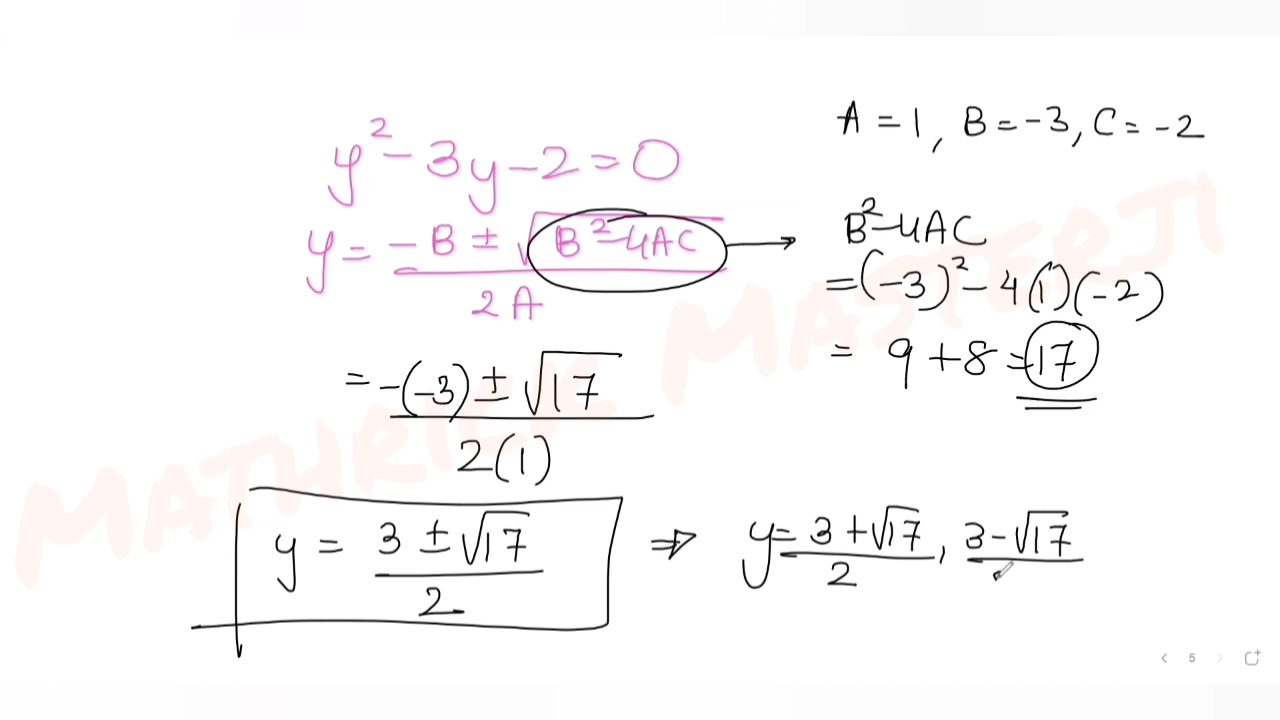 y² - 3y - 2 = 0
y = (-B ± √(B² - 4AC)) / 2A
= (-(-3) ± √17) / 2(1)
y = (3 ± √17) / 2 ⇒ y = (3 + √17) / 2 , (3 - √17) /
A = 1 , B = -3 , C = -2
→ B² - 4AC
= (-3)² - 4(1)(-2)
= 9 + 8 = 17
MATHRICK MASTERJI
< 5 >